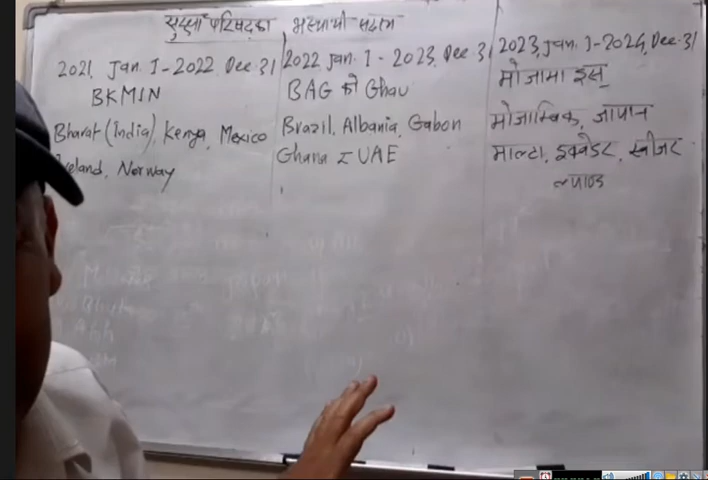 सुरक्षा परिषदका अस्थायी सदस्य
2021, Jan. 1-2022 Dec. 31
BKMIN
Bharat (India), Kenya, Mexico
Ireland, Norway
2022 Jan. 1 - 2023, Dec. 31
BAG को Ghau
Brazil, Albania, Gabon
Ghana र UAE
2023, Jan. 1-2024, Dec. 31
मोजामा इस्
मोजाम्बिक, जापान
माल्टा, इक्वेडर, स्वीजर
ल्याण्ड